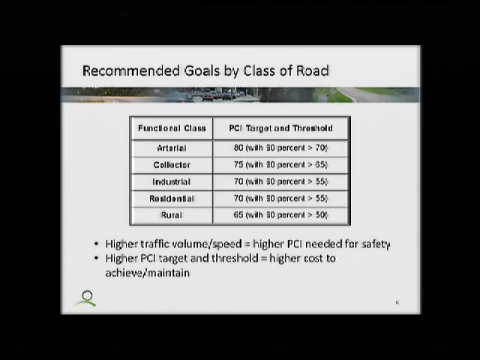 Recommended Goals by Class of Road
Functional Class PCI Target and Threshold
Arterial 80 (with 90 percent > 70)
Collector 75 (with 90 percent > 65)
Industrial 70 (with 90 percent > 55)
Residential 70 (with 90 percent > 55)
Rural 65 (with 90 percent > 50)
• Higher traffic volume/speed = higher PCI needed for safety
• Higher PCI target and threshold = higher cost to
achieve/maintain